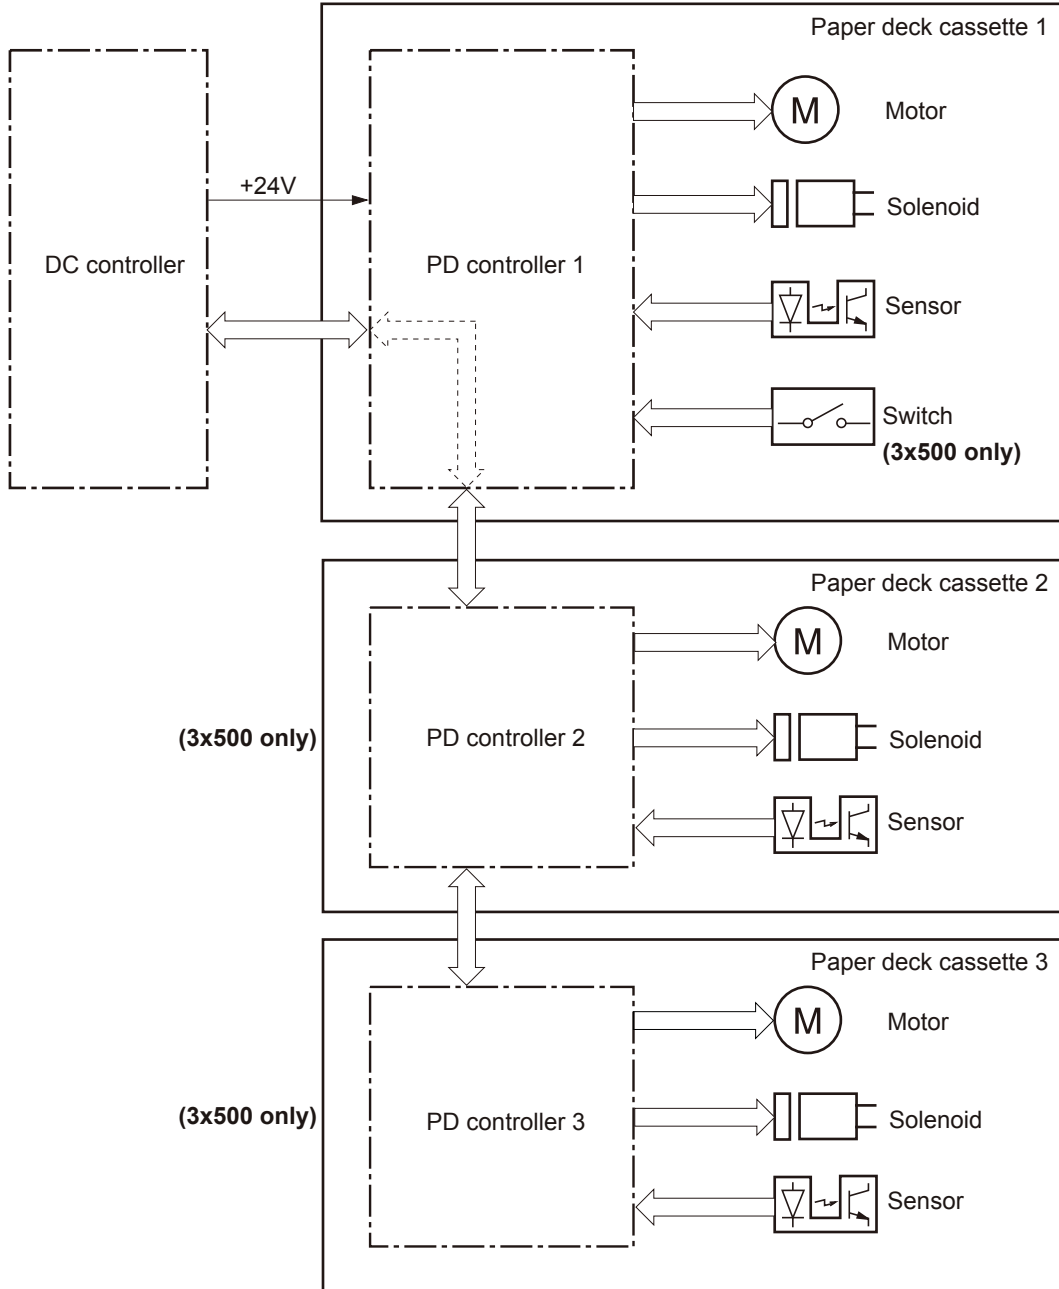 Paper deck cassette 1
M
Motor
+24V
Solenoid
DC controller
PD controller 1
Sensor
Switch
(3x500 only)
Paper deck cassette 2
M
Motor
(3x500 only)
PD controller 2
Solenoid
Sensor
Paper deck cassette 3
M
Motor
(3x500 only)
PD controller 3
Solenoid
Sensor